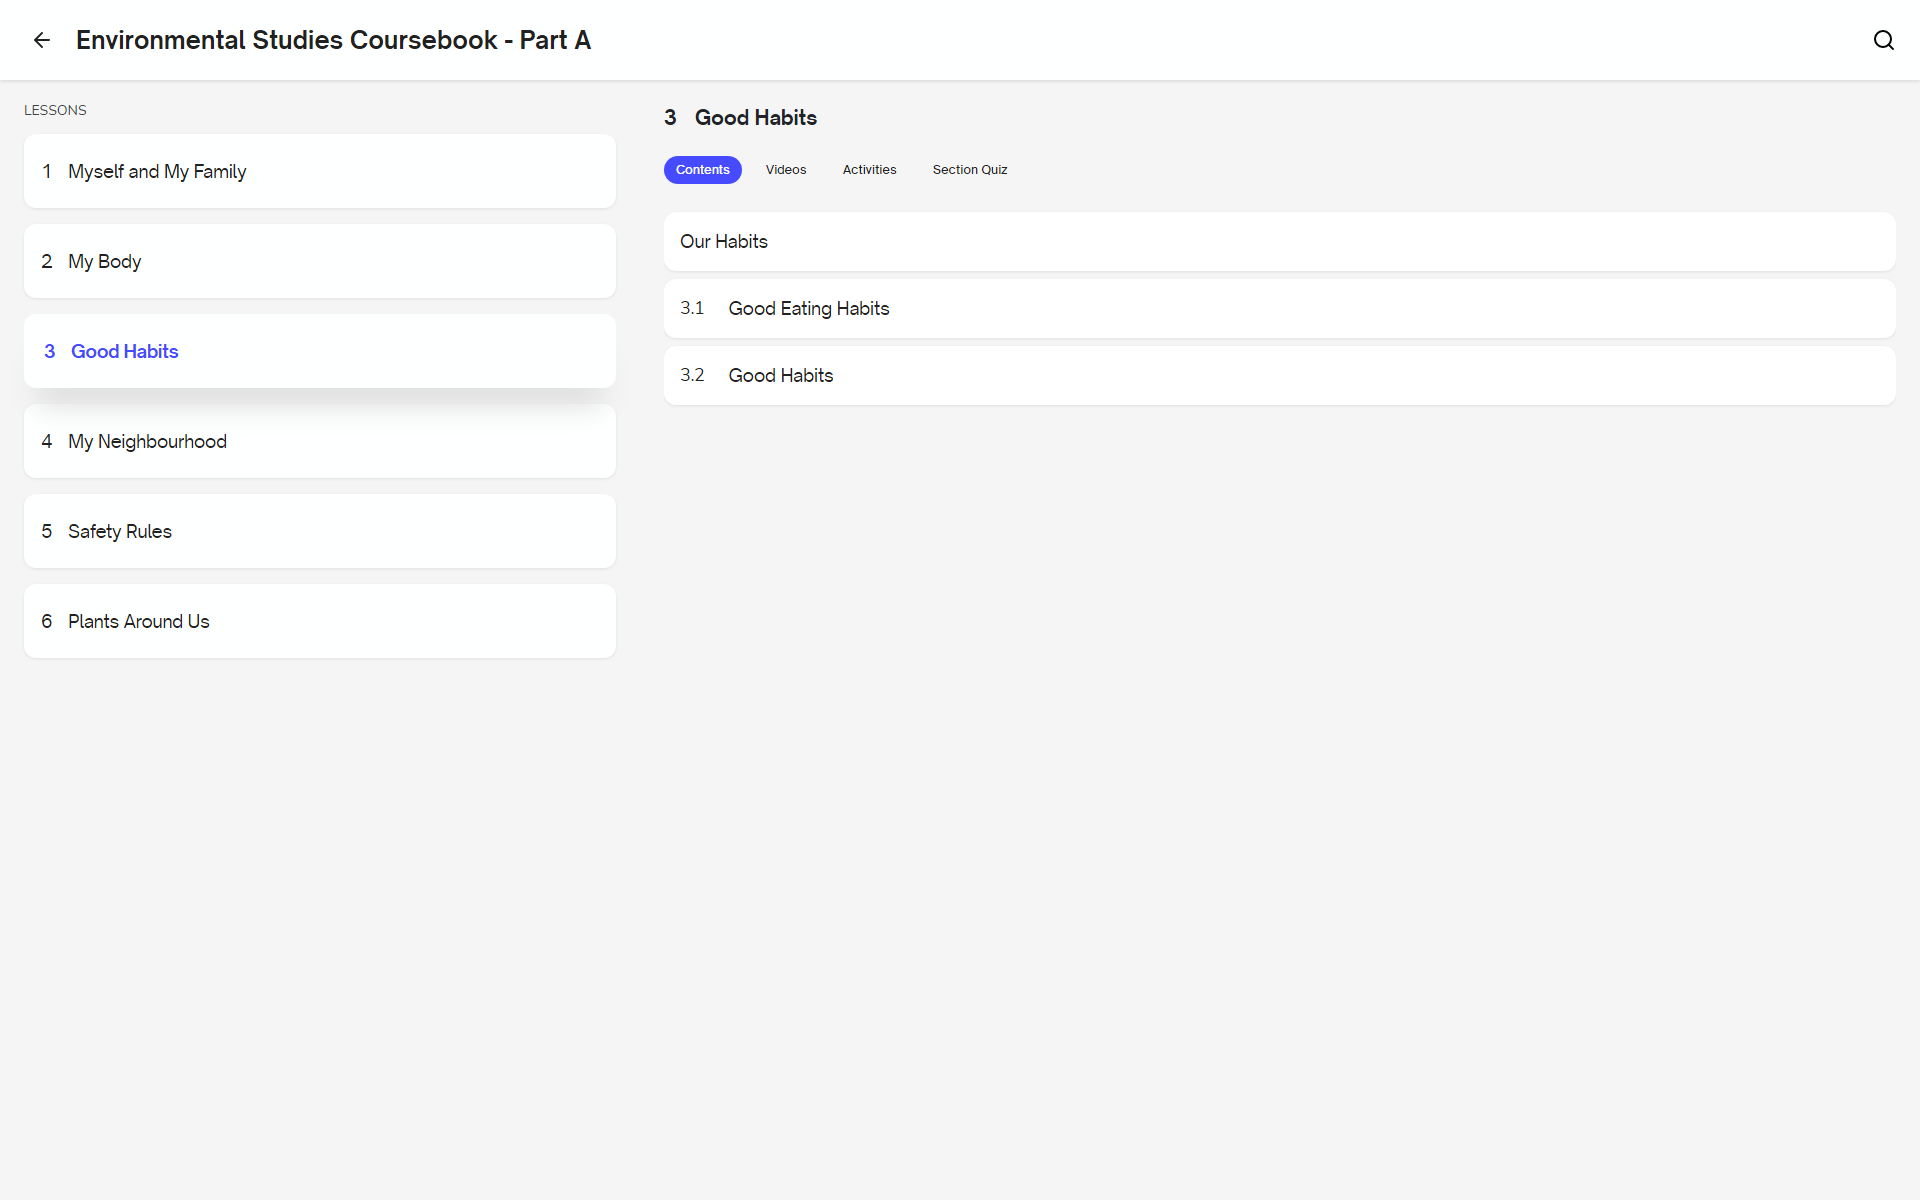 Environmental Studies Coursebook - Part A
LESSONS
1 Myself and My Family
2 My Body
3 Good Habits
4 My Neighbourhood
5 Safety Rules
6 Plants Around Us
3 Good Habits
Contents Videos Activities Section Quiz
Our Habits
3.1 Good Eating Habits
3.2 Good Habits